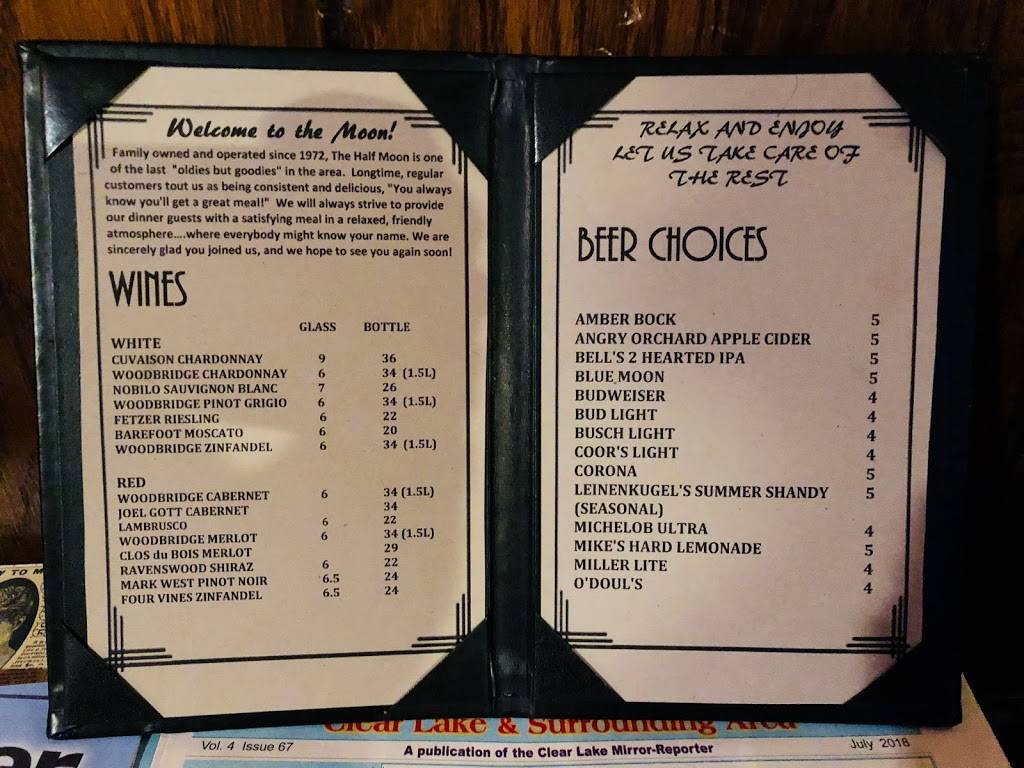 Welcome to the Moon!
Family owned and operated since 1972, The Half Moon is one
of the last "oldies but goodies" in the area. Longtime, regular
customers tout us as being consistent and delicious, "You always
know you'll get a great meal!" We will always strive to provide
our dinner guests with a satisfying meal in a relaxed, friendly
atmosphere....where everybody might know your name. We are
sincerely glad you joined us, and we hope to see you again soon!
WINES
GLASS BOTTLE
WHITE
CUVAISON CHARDONNAY 9 36
WOODBRIDGE CHARDONNAY 6 34 (1.5L)
NOBILO SAUVIGNON BLANC 7 26
WOODBRIDGE PINOT GRIGIO 6 34 (1.5L)
FETZER RIESLING 6 22
BAREFOOT MOSCATO 6 20
WOODBRIDGE ZINFANDEL 6 34 (1.5L)
RED
WOODBRIDGE CABERNET 6 34 (1.5L)
JOEL GOTT CABERNET 34
LAMBRUSCO 6 22
WOODBRIDGE MERLOT 6 34 (1.5L)
CLOS du BOIS MERLOT 29
RAVENSWOOD SHIRAZ 6 22
MARK WEST PINOT NOIR 6.5 24
FOUR VINES ZINFANDEL 6.5 24
RELAX AND ENJOY
LET US TAKE CARE OF
THE REST
BEER CHOICES
AMBER BOCK 5
ANGRY ORCHARD APPLE CIDER 5
BELL'S 2 HEARTED IPA 5
BLUE MOON 5
BUDWEISER 4
BUD LIGHT 4
BUSCH LIGHT 4
COOR'S LIGHT 4
CORONA 5
LEINENKUGEL'S SUMMER SHANDY 5
(SEASONAL)
MICHELOB ULTRA 4
MIKE'S HARD LEMONADE 5
MILLER LITE 4
O'DOUL'S 4
Y TO M
er
Clear Lake & Surrounding Area
Vol. 4 Issue 67
A publication of the Clear Lake Mirror-Reporter
July 2018